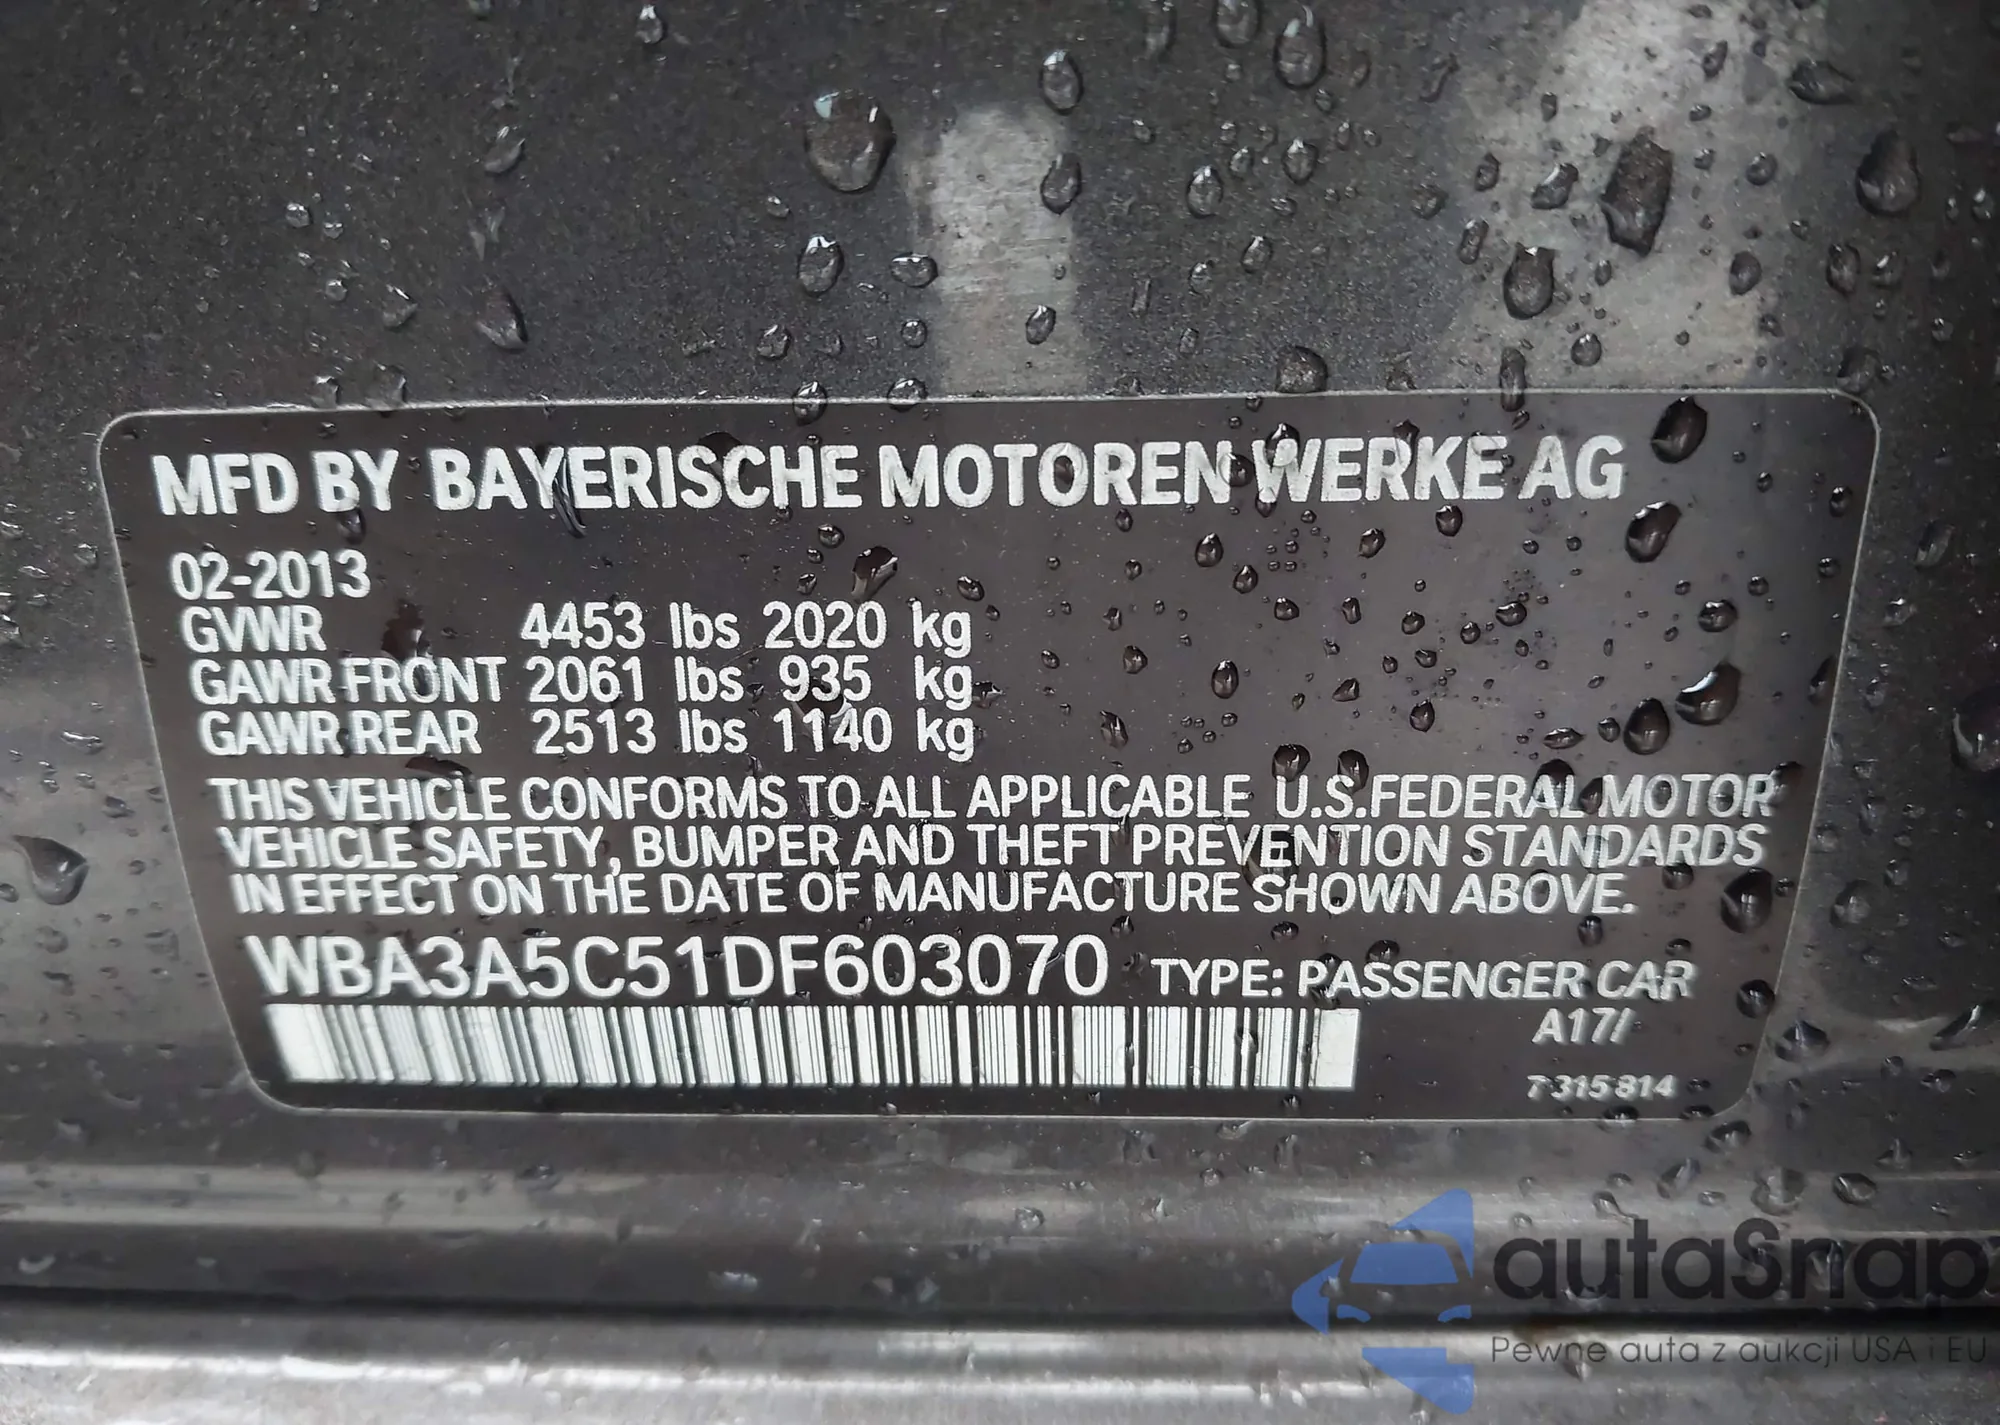 MFD BY BAYERISCHE MOTOREN WERKE AG
02-2013
GVWR 4453 lbs 2020 kg
GAWR FRONT 2061 lbs 935 kg
GAWR REAR 2513 lbs 1140 kg
THIS VEHICLE CONFORMS TO ALL APPLICABLE U.S.FEDERAL MOTOR
VEHICLE SAFETY, BUMPER AND THEFT PREVENTION STANDARDS
IN EFFECT ON THE DATE OF MANUFACTURE SHOWN ABOVE.
WBA3A5C51DF603070 TYPE: PASSENGER CAR
A17/
7 315 814
autaSnap
Pewne auta z aukcji USA i EU